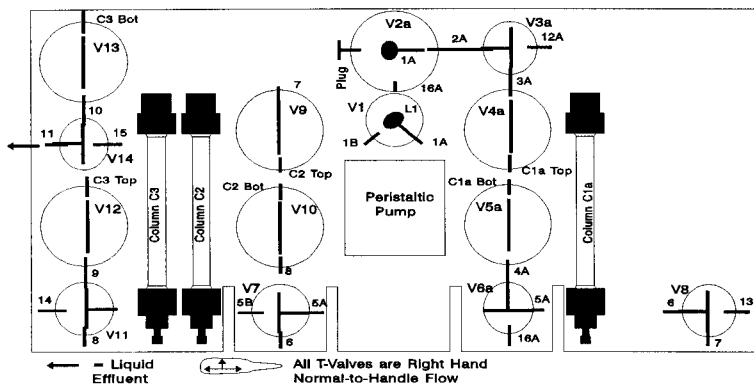 C3 Bot
V13
10
11
15
V14
C3 Top
V12
9
14
V11
8
Column C3
Column C2
7
V9
C2 Top
C2 Bot
V10
8
V7
5B
5A
6
Plug
V2a
1A
2A
16A
V1
L1
1B
1A
Peristaltic
Pump
V3a
12A
3A
V4a
C1a Top
C1a Bot
V5a
4A
V6a
5A
16A
Column C1a
V8
6
13
7
– Liquid
Effluent
All T-Valves are Right Hand
Normal-to-Handle Flow